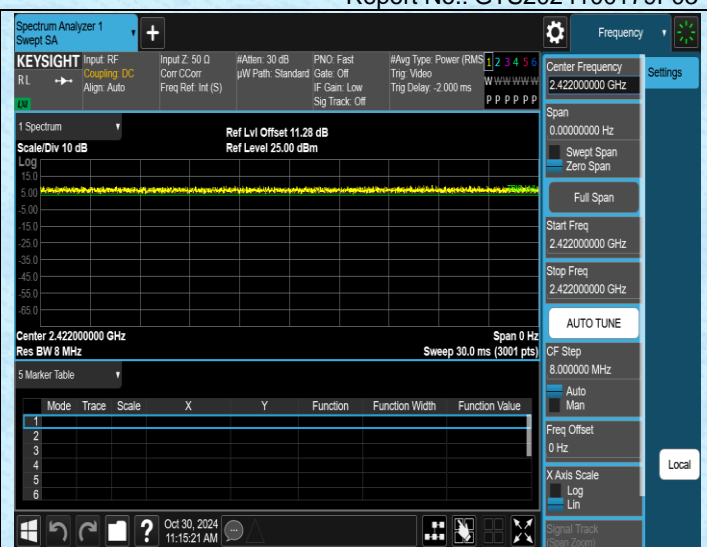 Spectrum Analyzer 1
Swept SA
+
Frequency
KEYSIGHT
RL
LW
Input: RF
Coupling: DC
Align: Auto
Input Z: 50 Ω
Corr CCorr
Freq Ref: Int (S)
#Atten: 30 dB
µW Path: Standard
PNO: Fast
Gate: Off
IF Gain: Low
Sig Track: Off
#Avg Type: Power (RMS
Trig: Video
Trig Delay: -2.000 ms
1 2 3 4 5 6
W W W W W W
P P P P P P
Center Frequency
2.422000000 GHz
Settings
Span
0.00000000 Hz
Swept Span
Zero Span
Full Span
Start Freq
2.422000000 GHz
Stop Freq
2.422000000 GHz
AUTO TUNE
CF Step
8.000000 MHz
Auto
Man
Freq Offset
0 Hz
X Axis Scale
Log
Lin
Signal Track
(Span Zoom)
Local
1 Spectrum
Scale/Div 10 dB
Ref Lvl Offset 11.28 dB
Ref Level 25.00 dBm
Log
15.0
5.00
-5.00
-15.0
-25.0
-35.0
-45.0
-55.0
-65.0
Center 2.422000000 GHz
Res BW 8 MHz
Span 0 Hz
Sweep 30.0 ms (3001 pts)
5 Marker Table
Mode Trace Scale X Y Function Function Width Function Value
1
2
3
4
5
6
?
Oct 30, 2024
11:15:21 AM